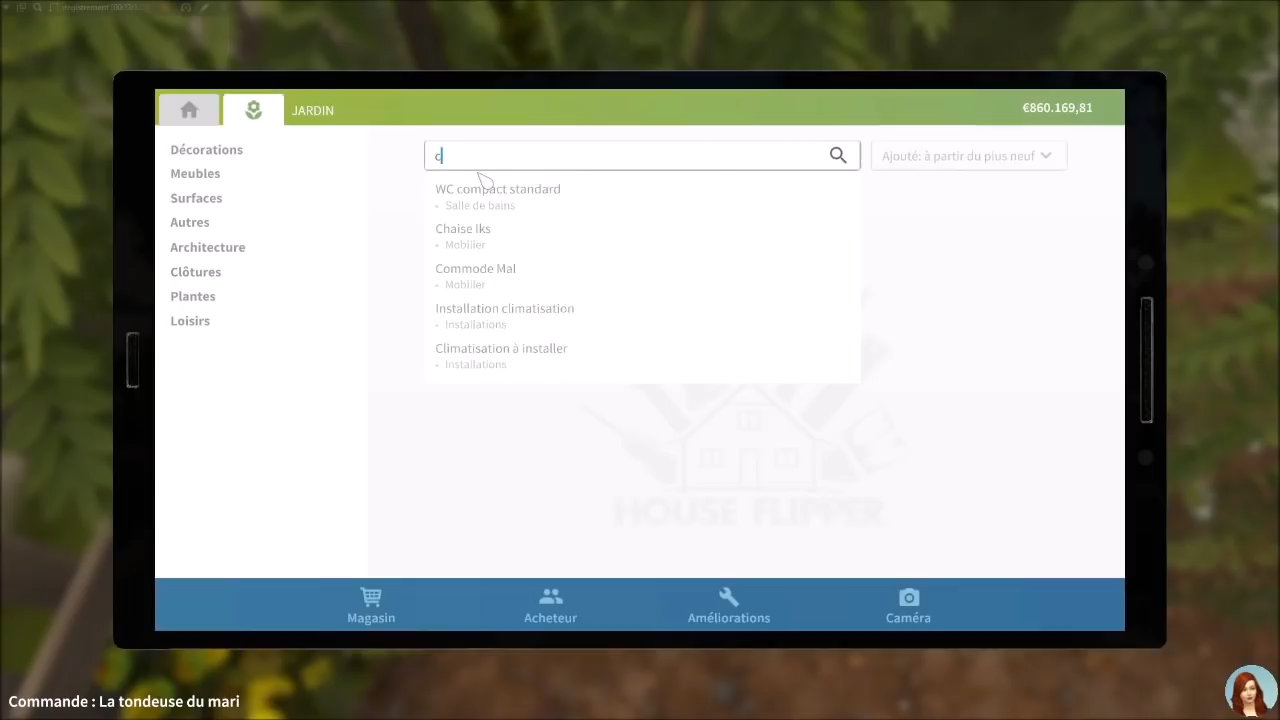 JARDIN
€860.169,81
Décorations
Meubles
Surfaces
Autres
Architecture
Clôtures
Plantes
Loisirs
c
Ajouté: à partir du plus neuf
WC compact standard
- Salle de bains
Chaise Iks
- Mobilier
Commode Mal
- Mobilier
Installation climatisation
- Installations
Climatisation à installer
- Installations
HOUSE FLIPPER
Magasin
Acheteur
Améliorations
Caméra
Commande : La tondeuse du mari